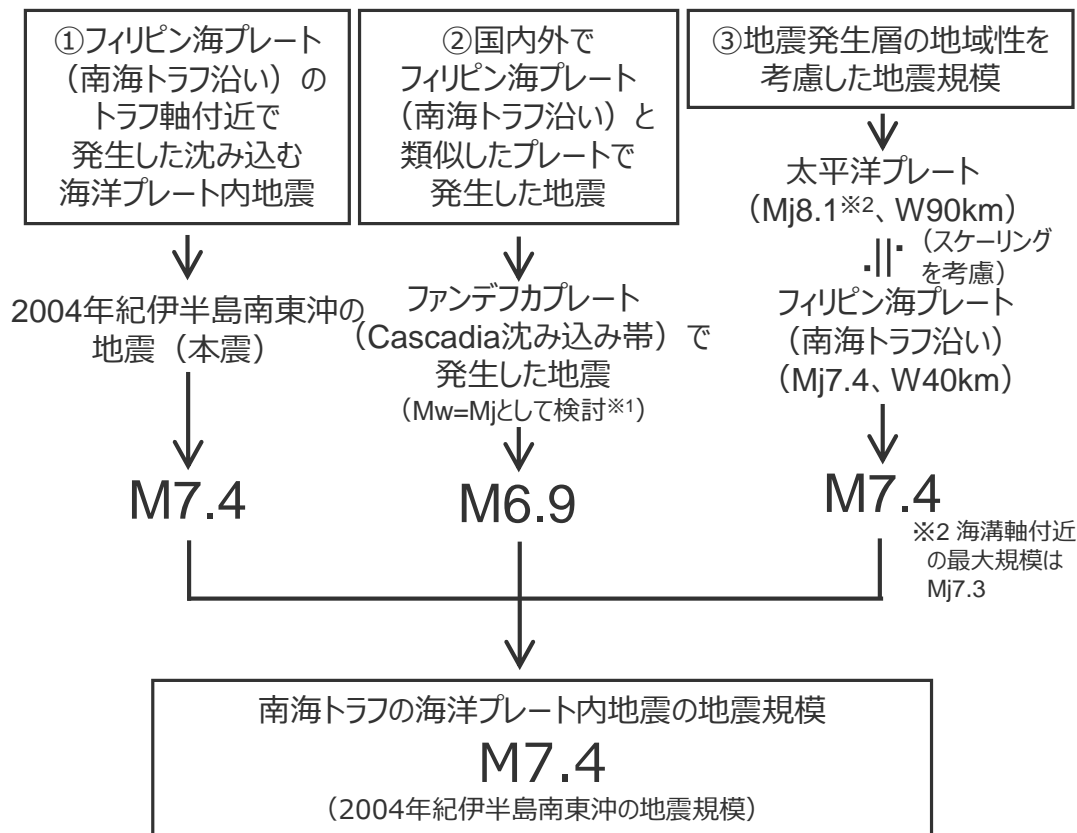 ①フィリピン海プレート
（南海トラフ沿い）の
トラフ軸付近で
発生した沈み込む
海洋プレート内地震
2004年紀伊半島南東沖の
地震（本震）
M7.4
②国内外で
フィリピン海プレート
（南海トラフ沿い）と
類似したプレートで
発生した地震
ファンデフカプレート
（Cascadia沈み込み帯）で
発生した地震
（Mw=Mjとして検討※1）
M6.9
③地震発生層の地域性を
考慮した地震規模
太平洋プレート
（Mj8.1※2、W90km）
（スケーリング
を考慮）
フィリピン海プレート
（南海トラフ沿い）
（Mj7.4、W40km）
M7.4
※2 海溝軸付近
の最大規模は
Mj7.3
南海トラフの海洋プレート内地震の地震規模
M7.4
（2004年紀伊半島南東沖の地震規模）